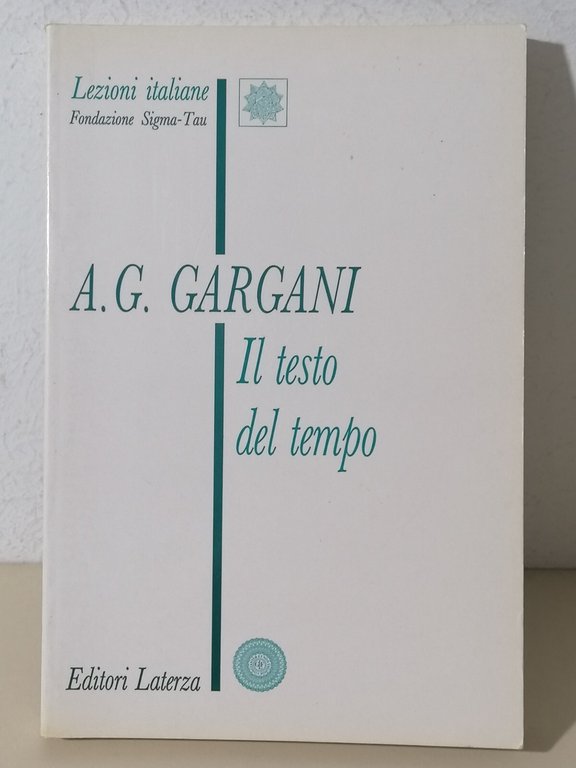 Lezioni italiane
Fondazione Sigma-Tau
A. G. GARGANI
Il testo
del tempo
Editori Laterza